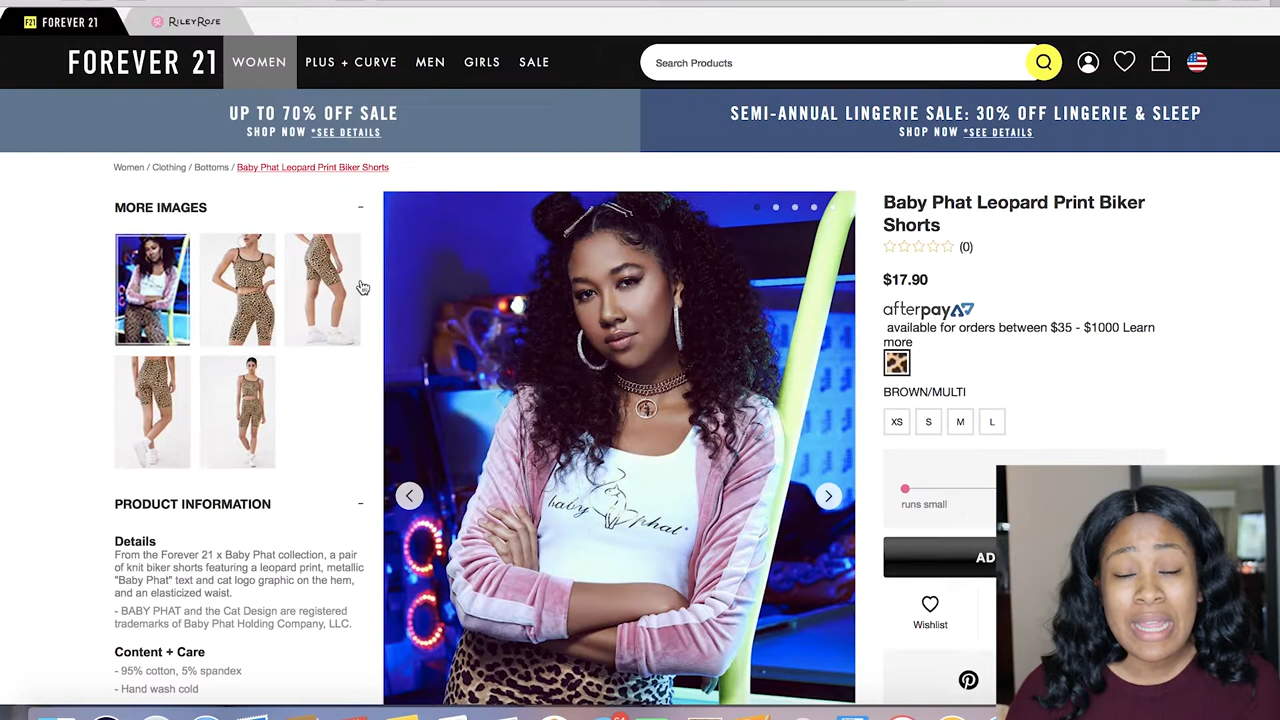 F21 FOREVER 21
RILEYROSE
FOREVER 21
WOMEN
PLUS + CURVE
MEN
GIRLS
SALE
Search Products
UP TO 70% OFF SALE
SHOP NOW *SEE DETAILS
SEMI-ANNUAL LINGERIE SALE: 30% OFF LINGERIE & SLEEP
SHOP NOW *SEE DETAILS
Women / Clothing / Bottoms / Baby Phat Leopard Print Biker Shorts
MORE IMAGES
PRODUCT INFORMATION
Details
From the Forever 21 x Baby Phat collection, a pair
of knit biker shorts featuring a leopard print, metallic
"Baby Phat" text and cat logo graphic on the hem,
and an elasticized waist.
- BABY PHAT and the Cat Design are registered
trademarks of Baby Phat Holding Company, LLC.
Content + Care
- 95% cotton, 5% spandex
- Hand wash cold
baby phat
Baby Phat Leopard Print Biker
Shorts
(0)
$17.90
afterpay
available for orders between $35 - $1000 Learn
more
BROWN/MULTI
XS
S
M
L
runs small
AD
Wishlist